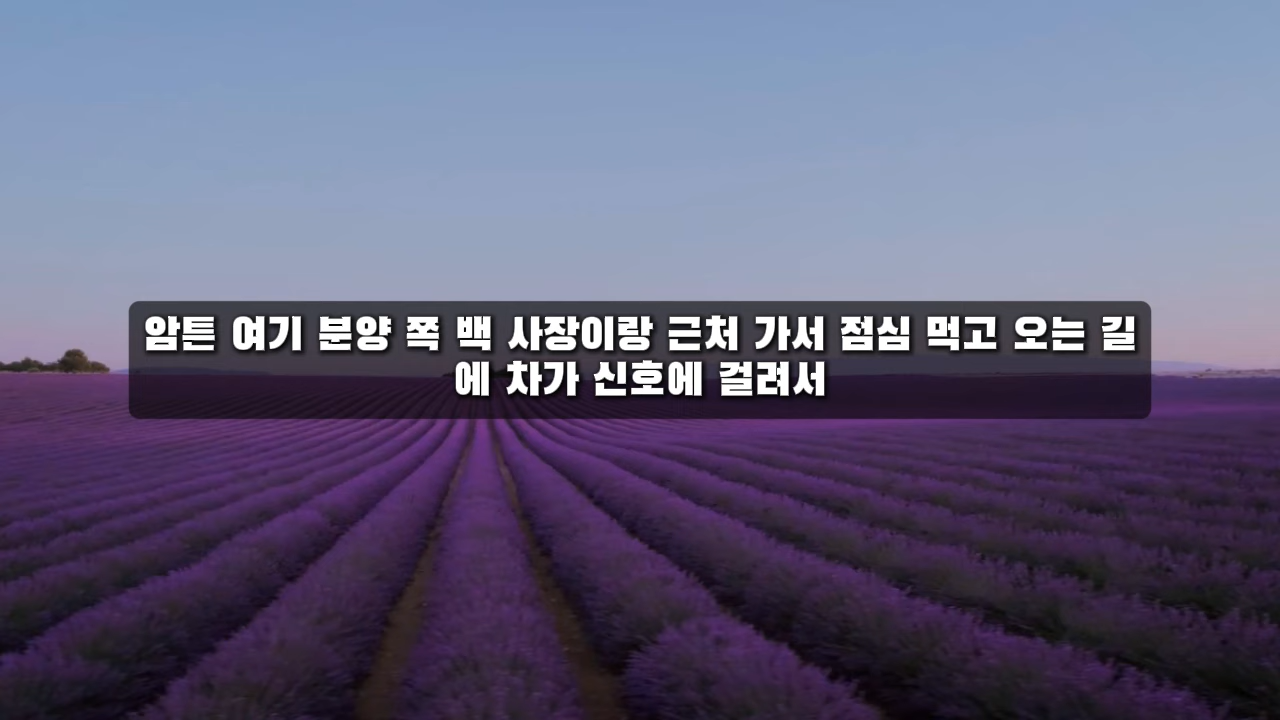 암튼 여기 분양 쪽 백 사장이랑 근처 가서 점심 먹고 오는 길
에 차가 신호에 걸려서